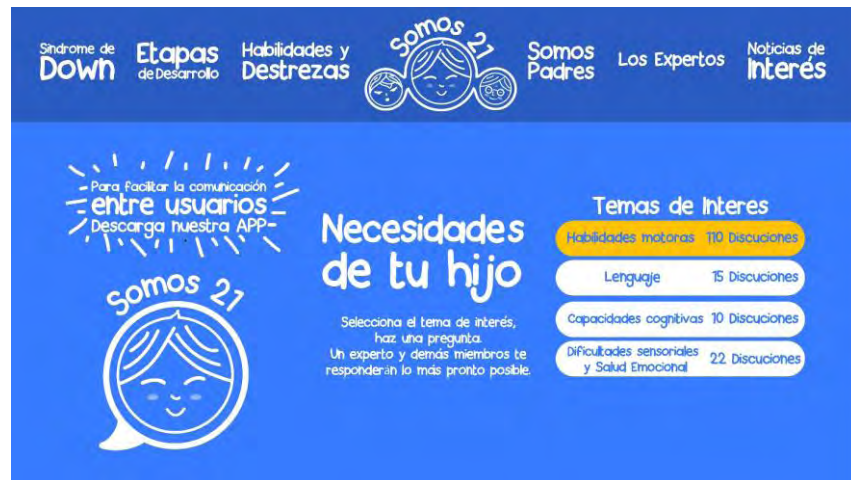 Sindrome de
Down
Etapas
de Desarrollo
Habilidades y
Destrezas
Somos 21
Somos
Padres
Los Expertos
Noticias de
Interés
Para facilitar la comunicación
entre usuarios
Descarga nuestra APP
Somos 21
Necesidades
de tu hijo
Selecciona el tema de interés,
haz una pregunta.
Un experto y demás miembros te
responderán lo más pronto posible.
Temas de Interes
Habilidades motoras 110 Discuciones
Lenguaje 15 Discuciones
Capacidades cognitivas 10 Discuciones
Dificultades sensoriales
y Salud Emocional 22 Discuciones